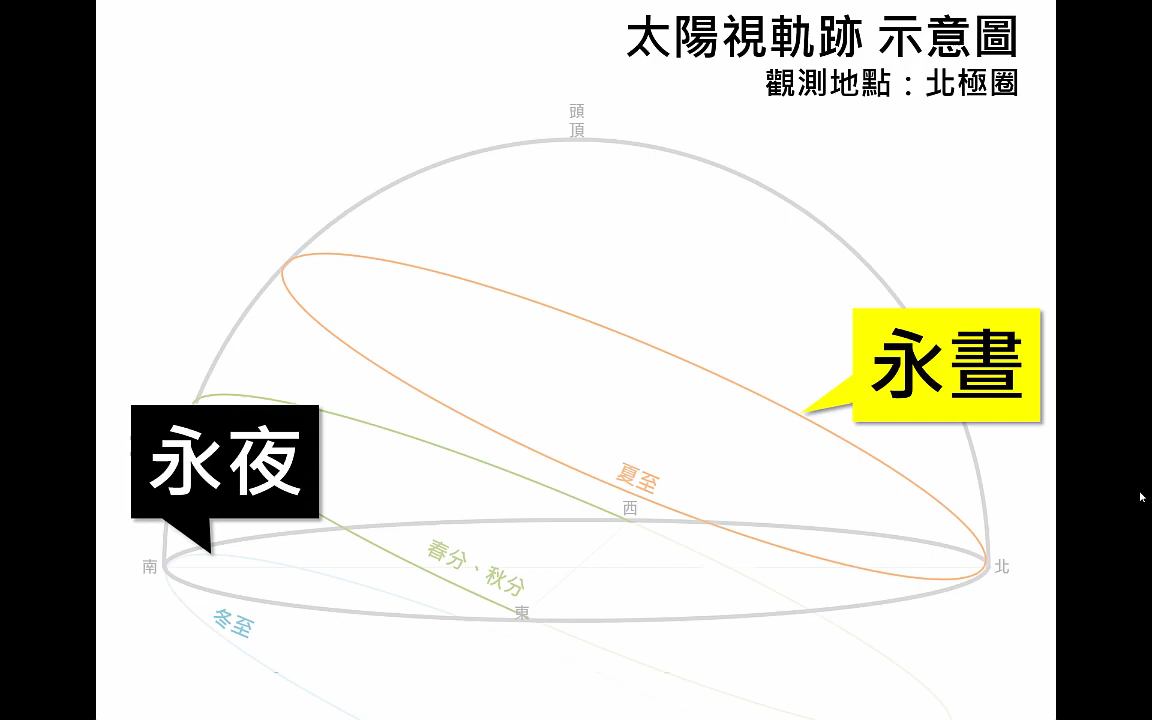 太陽視軌跡 示意圖
觀測地點：北極圈
頭
頂
永晝
永夜
夏至
西
南
北
春分、秋分
東
冬至